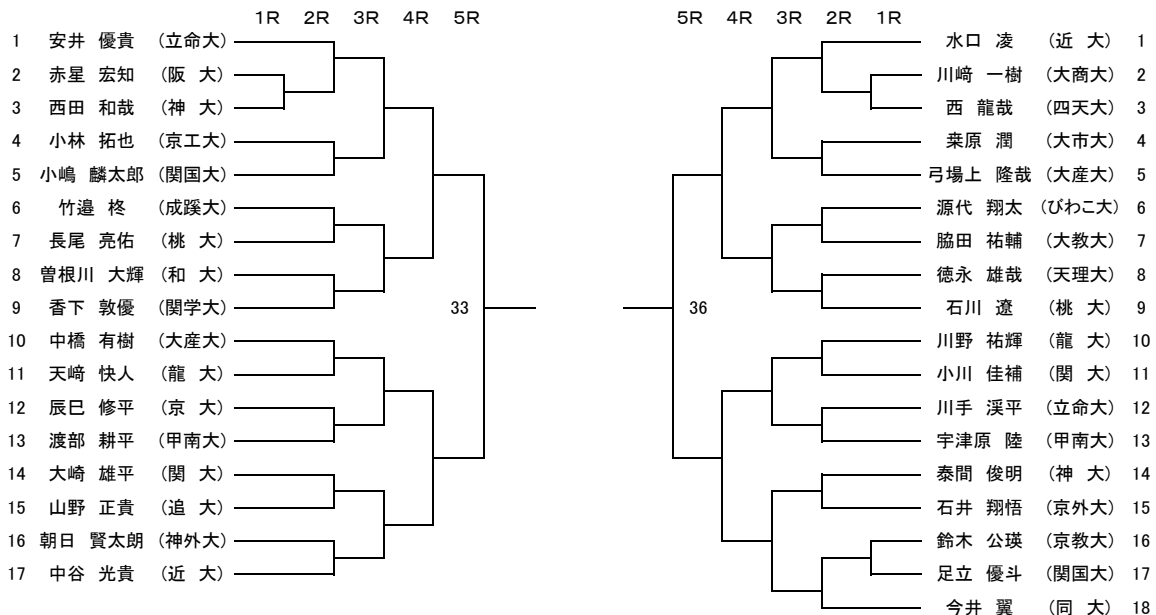 1R 2R 3R 4R 5R
1 安井 優貴 (立命大)
2 赤星 宏知 (阪 大)
3 西田 和哉 (神 大)
4 小林 拓也 (京工大)
5 小嶋 麟太郎 (関国大)
6 竹邉 柊 (成蹊大)
7 長尾 亮佑 (桃 大)
8 曽根川 大輝 (和 大)
9 香下 敦優 (関学大)
33
10 中橋 有樹 (大産大)
11 天﨑 快人 (龍 大)
12 辰巳 修平 (京 大)
13 渡部 耕平 (甲南大)
14 大崎 雄平 (関 大)
15 山野 正貴 (追 大)
16 朝日 賢太朗 (神外大)
17 中谷 光貴 (近 大)
5R 4R 3R 2R 1R
水口 凌 (近 大) 1
川﨑 一樹 (大商大) 2
西 龍哉 (四天大) 3
桒原 潤 (大市大) 4
弓場上 隆哉 (大産大) 5
源代 翔太 (びわこ大) 6
脇田 祐輔 (大教大) 7
徳永 雄哉 (天理大) 8
36
石川 遼 (桃 大) 9
川野 祐輝 (龍 大) 10
小川 佳補 (関 大) 11
川手 渓平 (立命大) 12
宇津原 陸 (甲南大) 13
泰間 俊明 (神 大) 14
石井 翔悟 (京外大) 15
鈴木 公瑛 (京教大) 16
足立 優斗 (関国大) 17
今井 翼 (同 大) 18